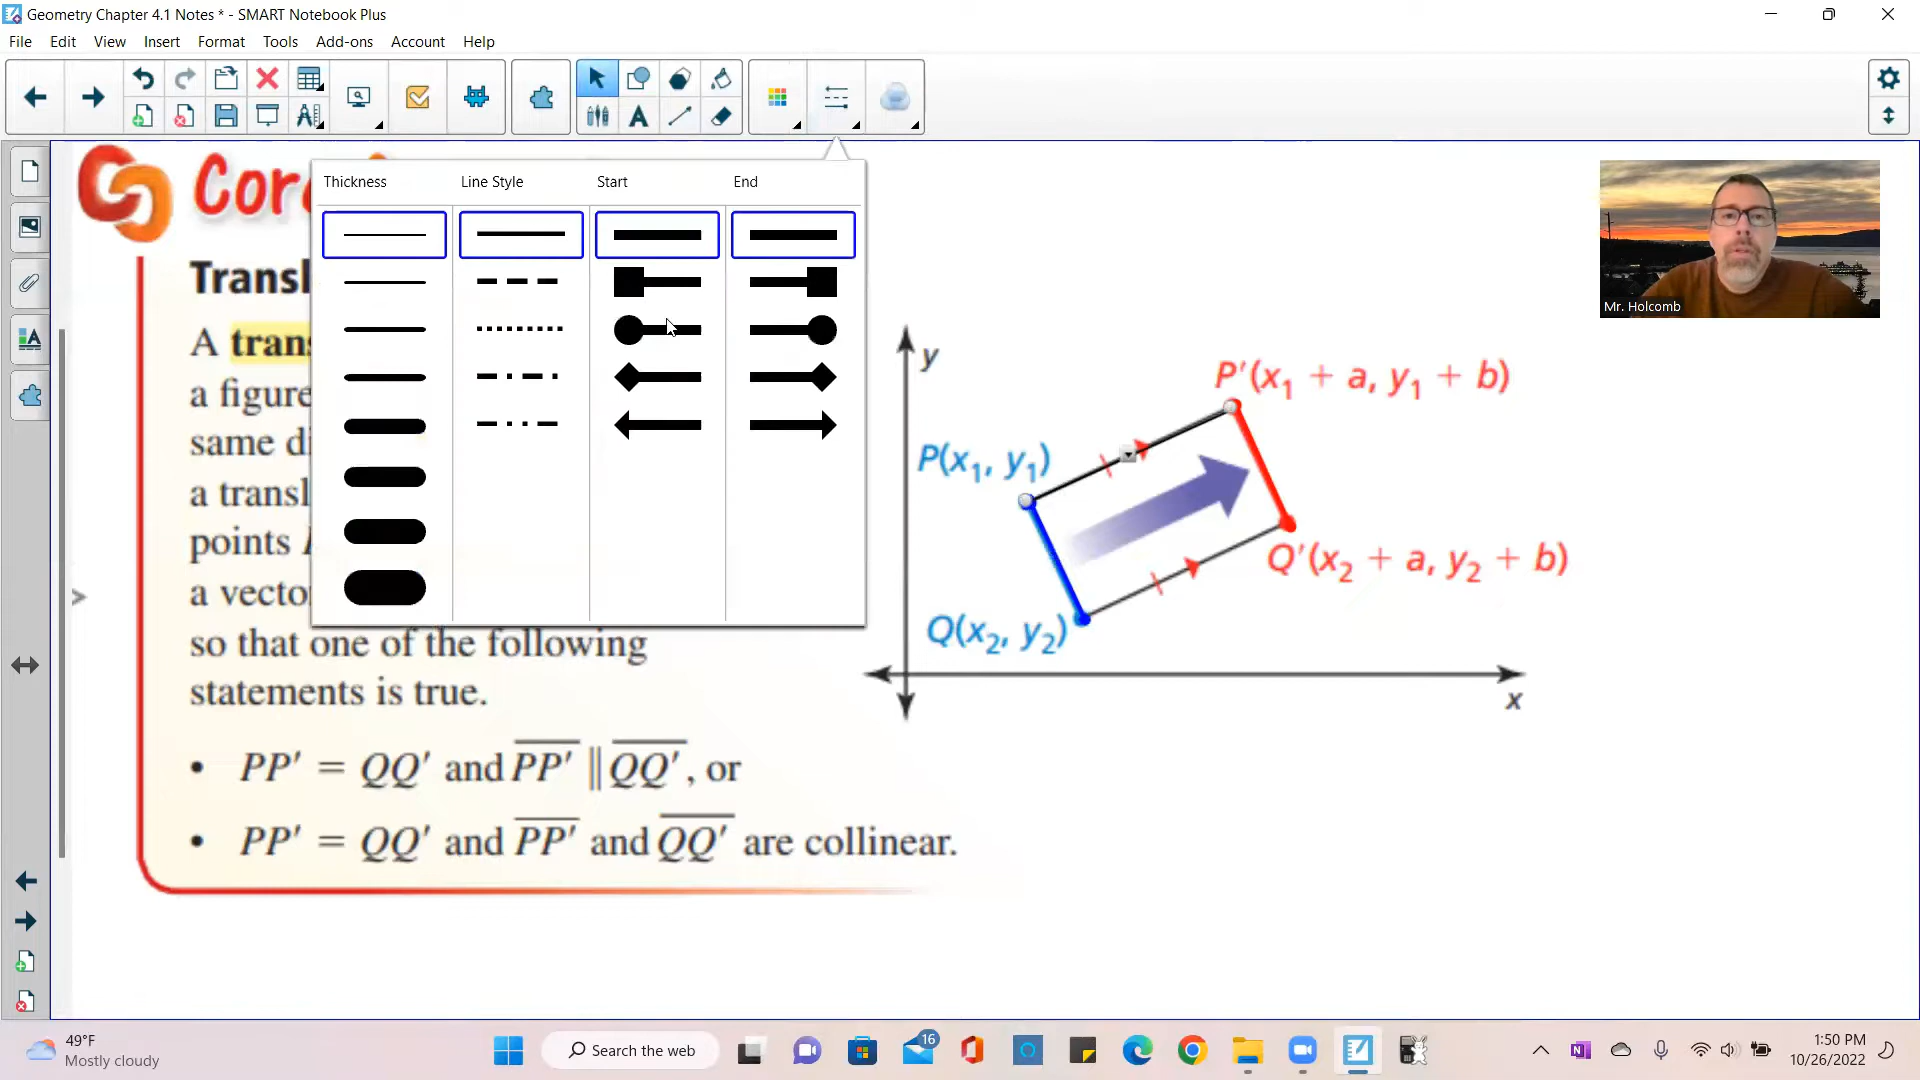 Geometry Chapter 4.1 Notes * - SMART Notebook Plus
File Edit View Insert Format Tools Add-ons Account Help
Cor
Thickness Line Style Start End
Transl
A trans
a figure
same di
a transl
points
a vecto
so that one of the following
statements is true.
• PP′ = QQ′ and PP′ ∥ QQ′, or
• PP′ = QQ′ and PP′ and QQ′ are collinear.
Mr. Holcomb
y
P′(x₁ + a, y₁ + b)
P(x₁, y₁)
Q′(x₂ + a, y₂ + b)
Q(x₂, y₂)
x
49°F
Mostly cloudy
Search the web
16
1:50 PM
10/26/2022